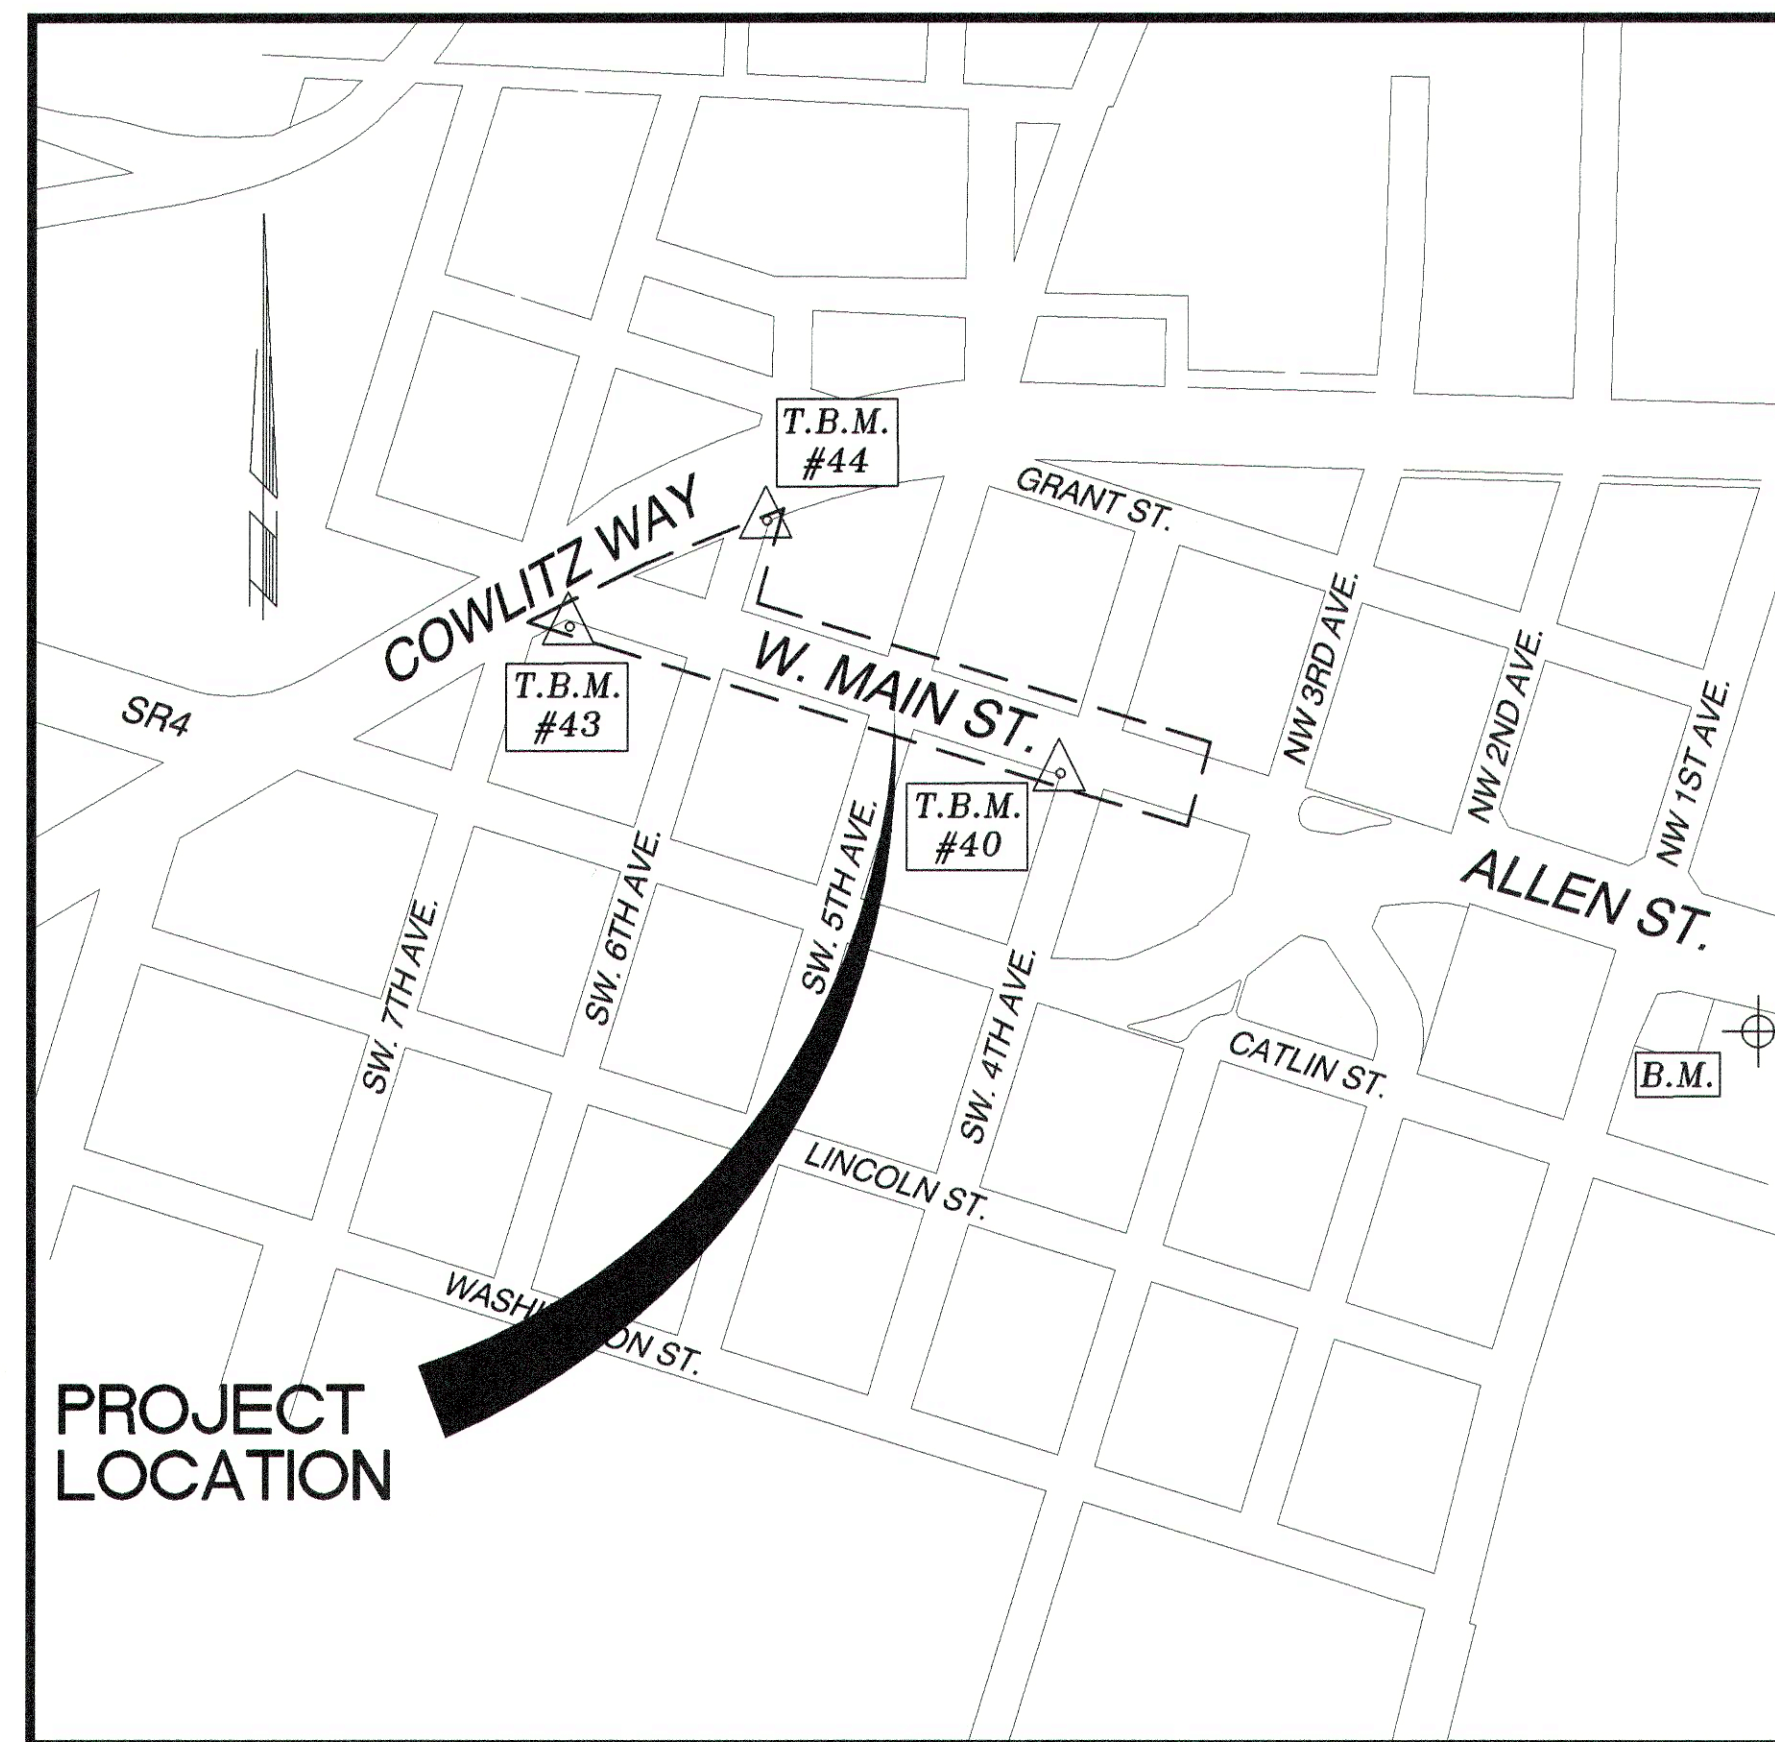 T.B.M.
#44
GRANT ST.
COWLITZ WAY
T.B.M.
#43
W. MAIN ST.
SR4
NW 3RD AVE.
NW 2ND AVE.
NW 1ST AVE.
T.B.M.
#40
ALLEN ST.
SW. 7TH AVE.
SW. 6TH AVE.
SW. 5TH AVE.
SW. 4TH AVE.
CATLIN ST.
B.M.
LINCOLN ST.
ST.
PROJECT
LOCATION